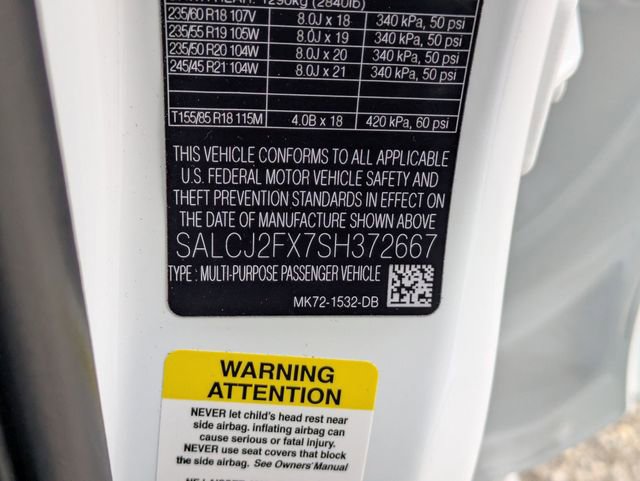 1290kg (2840lb)
235/60 R18 107V 8.0J x 18 340 kPa, 50 psi
235/55 R19 105W 8.0J x 19 340 kPa, 50 psi
235/50 R20 104W 8.0J x 20 340 kPa, 50 psi
245/45 R21 104W 8.0J x 21 340 kPa, 50 psi
T155/85 R18 115M 4.0B x 18 420 kPa, 60 psi
THIS VEHICLE CONFORMS TO ALL APPLICABLE
U.S. FEDERAL MOTOR VEHICLE SAFETY AND
THEFT PREVENTION STANDARDS IN EFFECT ON
THE DATE OF MANUFACTURE SHOWN ABOVE
SALCJ2FX7SH372667
TYPE : MULTI-PURPOSE PASSENGER VEHICLE
MK72-1532-DB
WARNING
ATTENTION
NEVER let child's head rest near
side airbag. inflating airbag can
cause serious or fatal injury.
NEVER use seat covers that block
the side airbag. See Owners' Manual